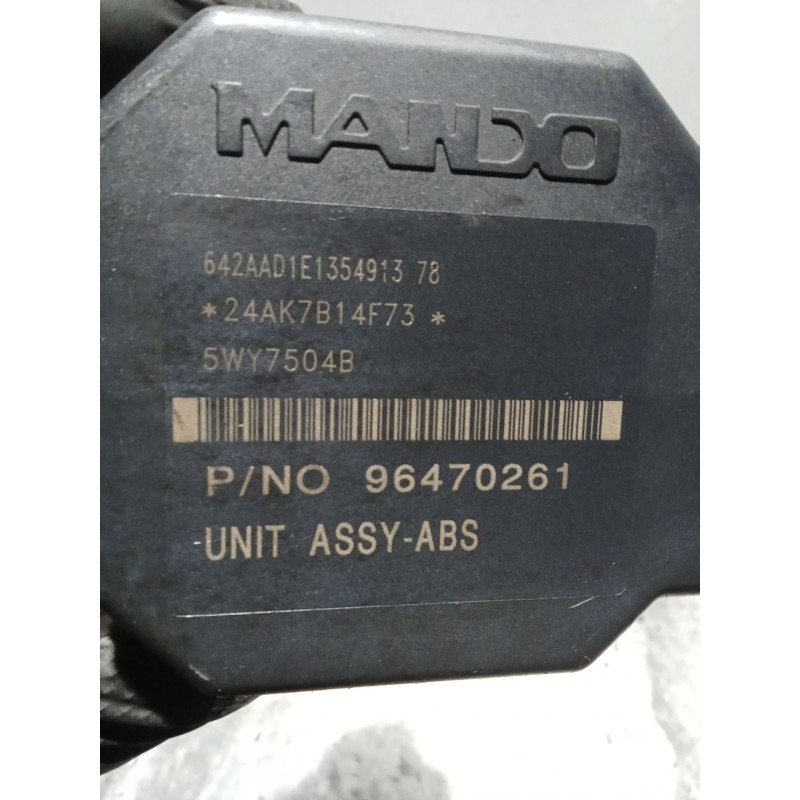 MANDO
642AAD1E1354913 78
*24AK7B14F73 *
5WY7504B
P/NO 96470261
UNIT ASSY-ABS